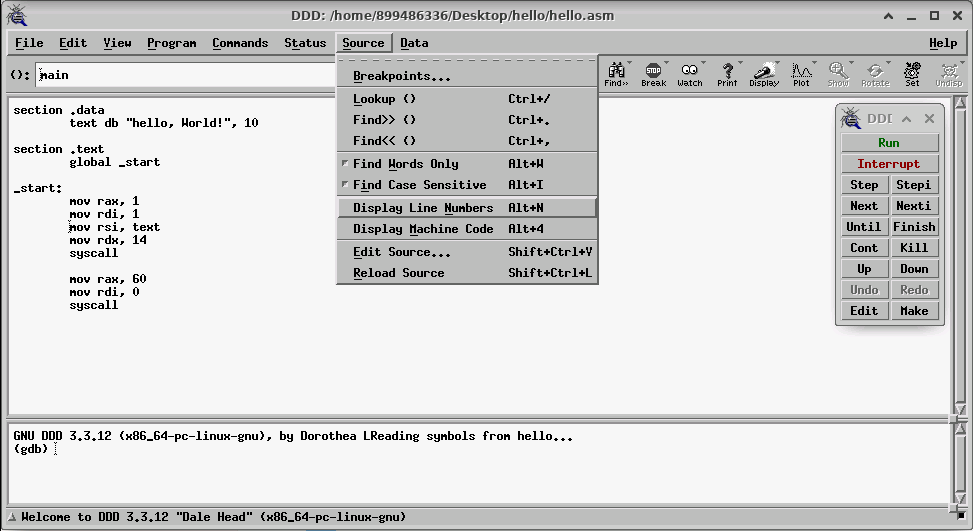 DDD: /home/899486336/Desktop/hello/hello.asm
File Edit View Program Commands Status Source Data Help
(): main
Find>> Break Watch Print Display Plot Show Rotate Set Undisp
Breakpoints...
Lookup () Ctrl+/
Find>> () Ctrl+.
Find<< () Ctrl+,
Find Words Only Alt+W
Find Case Sensitive Alt+I
Display Line Numbers Alt+N
Display Machine Code Alt+4
Edit Source... Shift+Ctrl+Y
Reload Source Shift+Ctrl+L
section .data
text db "hello, World!", 10
section .text
global _start
_start:
mov rax, 1
mov rdi, 1
mov rsi, text
mov rdx, 14
syscall
mov rax, 60
mov rdi, 0
syscall
DDD
Run
Interrupt
Step Stepi
Next Nexti
Until Finish
Cont Kill
Up Down
Undo Redo
Edit Make
GNU DDD 3.3.12 (x86_64-pc-linux-gnu), by Dorothea LReading symbols from hello...
(gdb)
Welcome to DDD 3.3.12 "Dale Head" (x86_64-pc-linux-gnu)